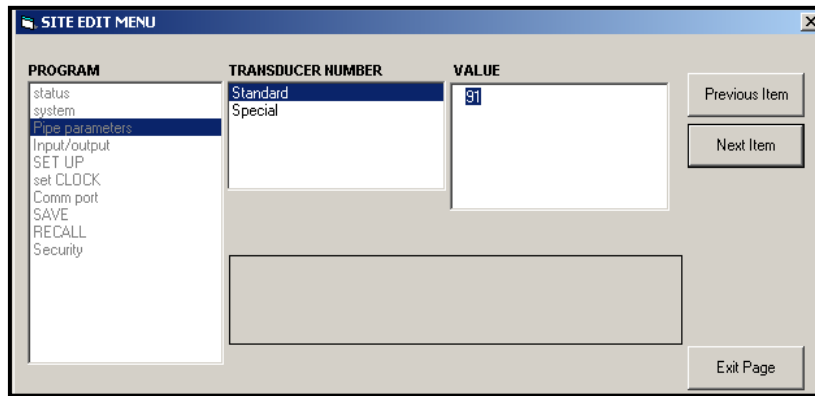 SITE EDIT MENU
PROGRAM
status
system
Pipe parameters
Input/output
SET UP
set CLOCK
Comm port
SAVE
RECALL
Security
TRANSDUCER NUMBER
Standard
Special
VALUE
91
Previous Item
Next Item
Exit Page